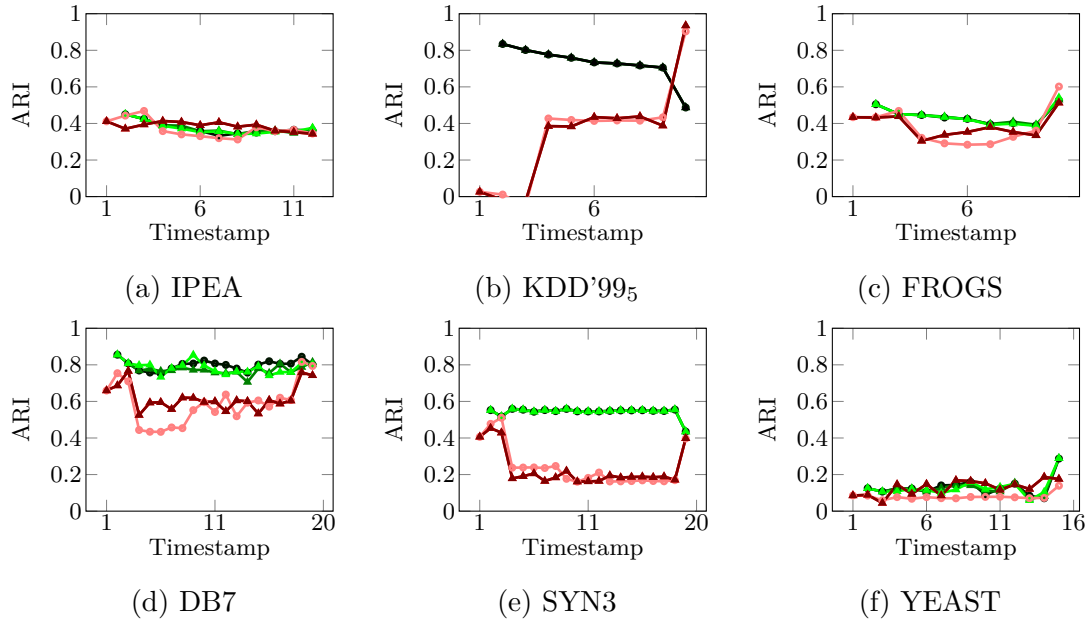 1
0.8
0.6
0.4
0.2
0
ARI
1 6 11
Timestamp
(a) IPEA
1
0.8
0.6
0.4
0.2
0
ARI
1 6
Timestamp
(b) KDD'99₅
1
0.8
0.6
0.4
0.2
0
ARI
1 6
Timestamp
(c) FROGS
1
0.8
0.6
0.4
0.2
0
ARI
1 11 20
Timestamp
(d) DB7
1
0.8
0.6
0.4
0.2
0
ARI
1 11 20
Timestamp
(e) SYN3
1
0.8
0.6
0.4
0.2
0
ARI
1 6 11 16
Timestamp
(f) YEAST